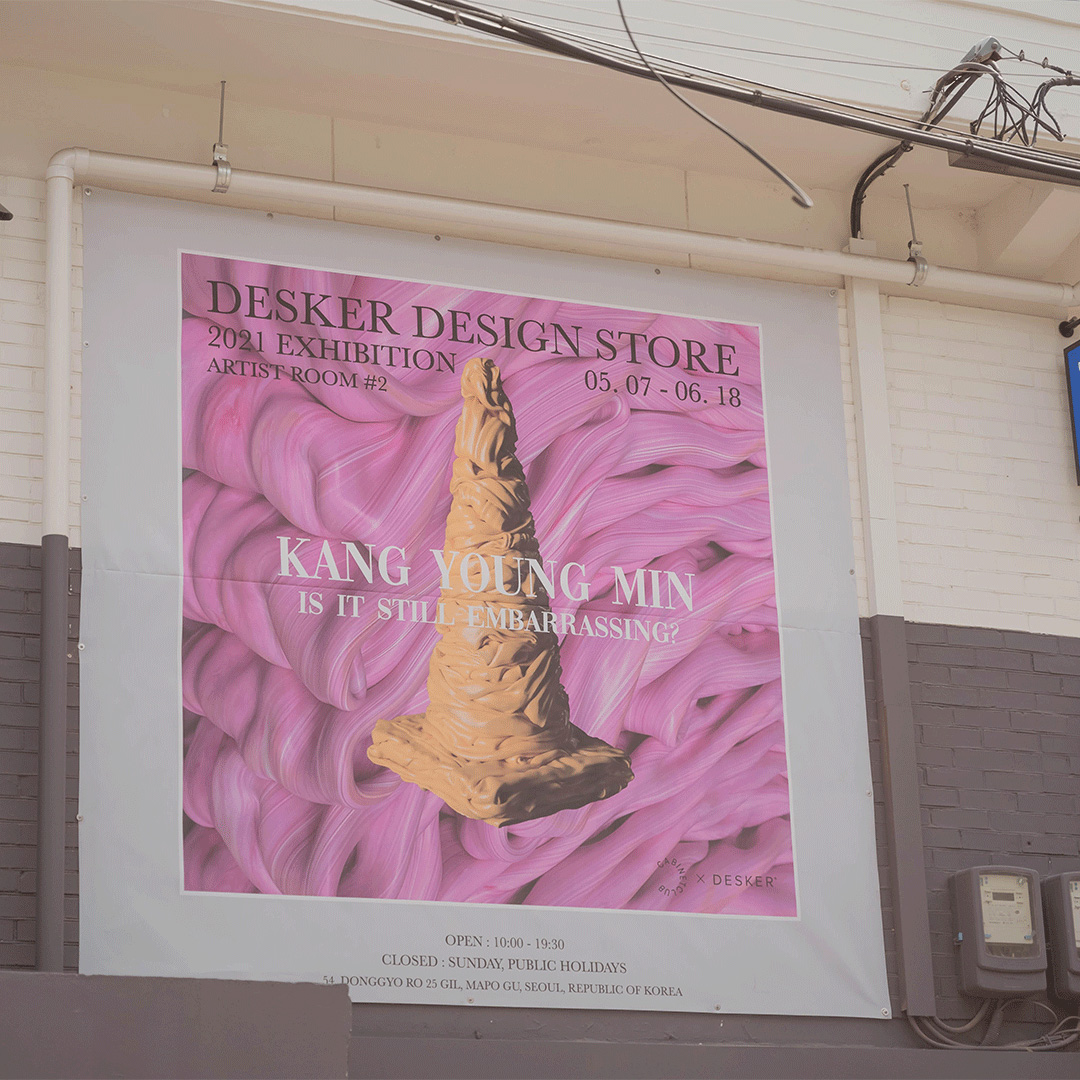 DESKER DESIGN STORE
2021 EXHIBITION
ARTIST ROOM #2
05. 07 - 06. 18
KANG YOUNG MIN
IS IT STILL EMBARRASSING?
CABINETCLUB
X DESKER
OPEN : 10:00 - 19:30
CLOSED : SUNDAY, PUBLIC HOLIDAYS
54, DONGGYO RO 25 GIL, MAPO GU, SEOUL, REPUBLIC OF KOREA